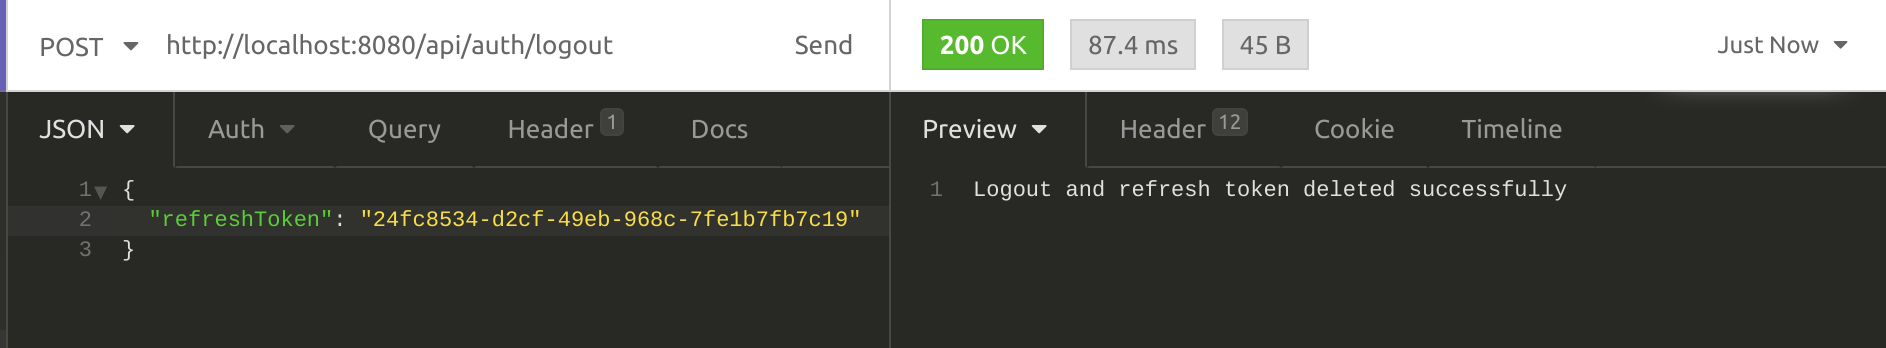 POST http://localhost:8080/api/auth/logout Send 200 OK 87.4 ms 45 B Just Now
JSON Auth Query Header 1 Docs Preview Header 12 Cookie Timeline
1 {
2 "refreshToken": "24fc8534-d2cf-49eb-968c-7fe1b7fb7c19"
3 }
1 Logout and refresh token deleted successfully